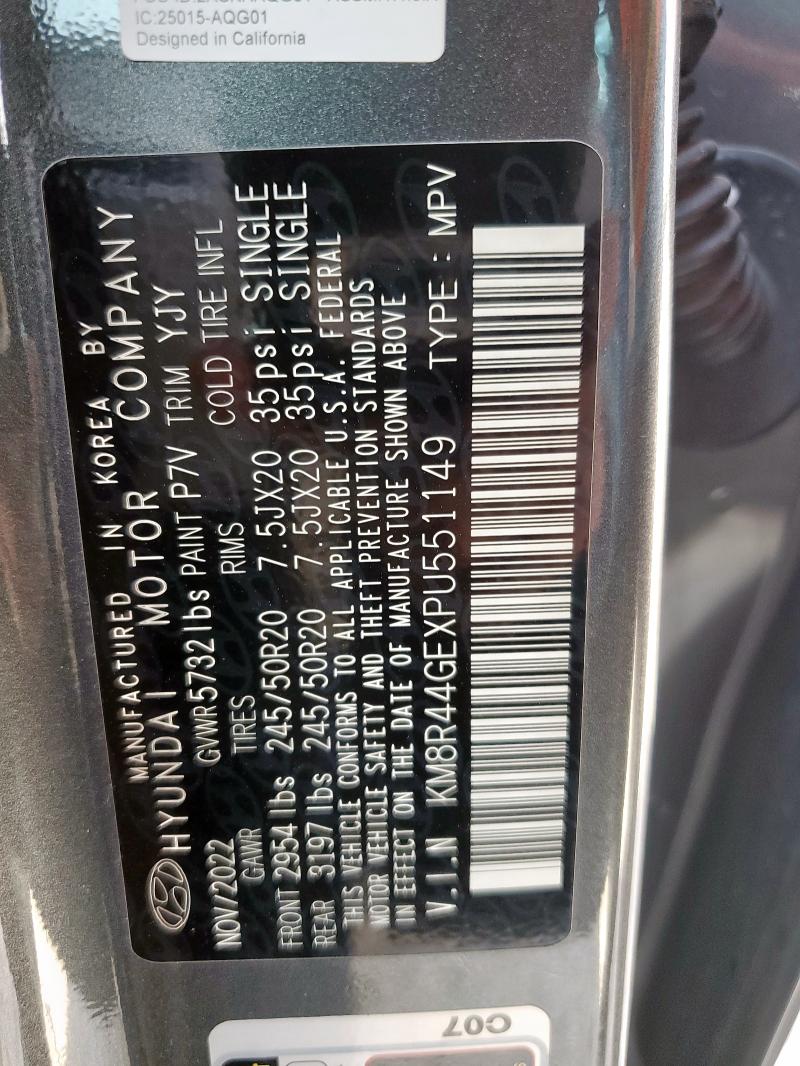 IC:25015-AQG01
Designed in California
MANUFACTURED IN KOREA BY
HYUNDAI MOTOR COMPANY
NOV/2022 GVWR 5732lbs PAINT P7V TRIM YJY
GAWR TIRES RIMS COLD TIRE INFL
FRONT 2954 lbs 245/50R20 7.5JX20 35psi SINGLE
REAR 3197 lbs 245/50R20 7.5JX20 35psi SINGLE
THIS VEHICLE CONFORMS TO ALL APPLICABLE U.S.A. FEDERAL
MOTOR VEHICLE SAFETY AND THEFT PREVENTION STANDARDS
IN EFFECT ON THE DATE OF MANUFACTURE SHOWN ABOVE
V.I.N KM8R44GEXPU551149 TYPE : MPV
C07